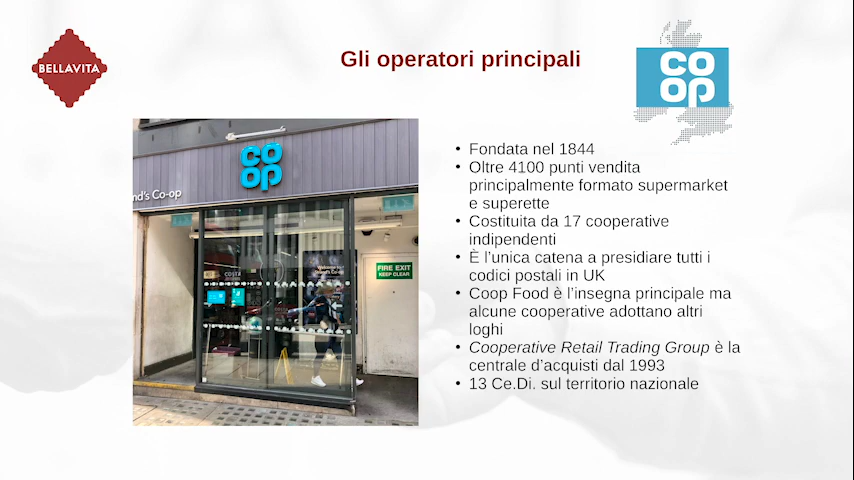 BELLAVITA
Gli operatori principali
co
op
co
op
nd's Co-op
COSTA
FIRE EXIT
KEEP CLEAR
• Fondata nel 1844
• Oltre 4100 punti vendita
principalmente formato supermarket
e superette
• Costituita da 17 cooperative
indipendenti
• È l’unica catena a presidiare tutti i
codici postali in UK
• Coop Food è l’insegna principale ma
alcune cooperative adottano altri
loghi
• Cooperative Retail Trading Group è la
centrale d’acquisti dal 1993
• 13 Ce.Di. sul territorio nazionale